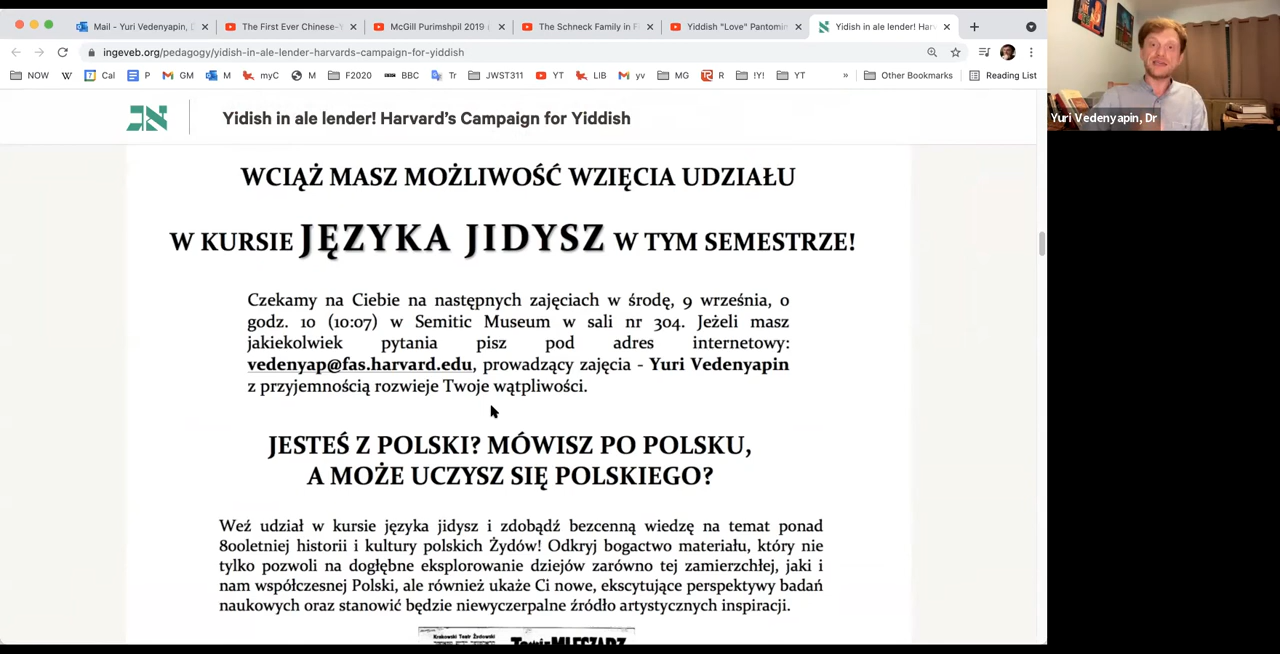 Mail - Yuri Vedenyapin, D
The First Ever Chinese-Y
McGill Purimshpil 2019 -
The Schneck Family in Fi
Yiddish "Love" Pantomin
Yidish in ale lender! Har
ingeveb.org/pedagogy/yidish-in-ale-lender-harvards-campaign-for-yiddish
NOW
Cal
P
GM
M
myC
M
F2020
BBC
Tr
JWST311
YT
LIB
yv
MG
R
!Y!
YT
»
Other Bookmarks
Reading List
Yuri Vedenyapin, Dr
Yidish in ale lender! Harvard's Campaign for Yiddish
WCIĄŻ MASZ MOŻLIWOŚĆ WZIĘCIA UDZIAŁU
W KURSIE JĘZYKA JIDYSZ W TYM SEMESTRZE!
Czekamy na Ciebie na następnych zajęciach w środę, 9 września, o
godz. 10 (10:07) w Semitic Museum w sali nr 304. Jeżeli masz
jakiekolwiek pytania pisz pod adres internetowy:
vedenyap@fas.harvard.edu, prowadzący zajęcia - Yuri Vedenyapin
z przyjemnością rozwieje Twoje wątpliwości.
JESTEŚ Z POLSKI? MÓWISZ PO POLSKU,
A MOŻE UCZYSZ SIĘ POLSKIEGO?
Weź udział w kursie języka jidysz i zdobądź bezcenną wiedzę na temat ponad
800letniej historii i kultury polskich Żydów! Odkryj bogactwo materiału, który nie
tylko pozwoli na dogłębne eksplorowanie dziejów zarówno tej zamierzchłej, jaki i
nam współczesnej Polski, ale również ukaże Ci nowe, ekscytujące perspektywy badań
naukowych oraz stanowić będzie niewyczerpalne źródło artystycznych inspiracji.
Krakowski Teatr Żydowski
MLECZARZ